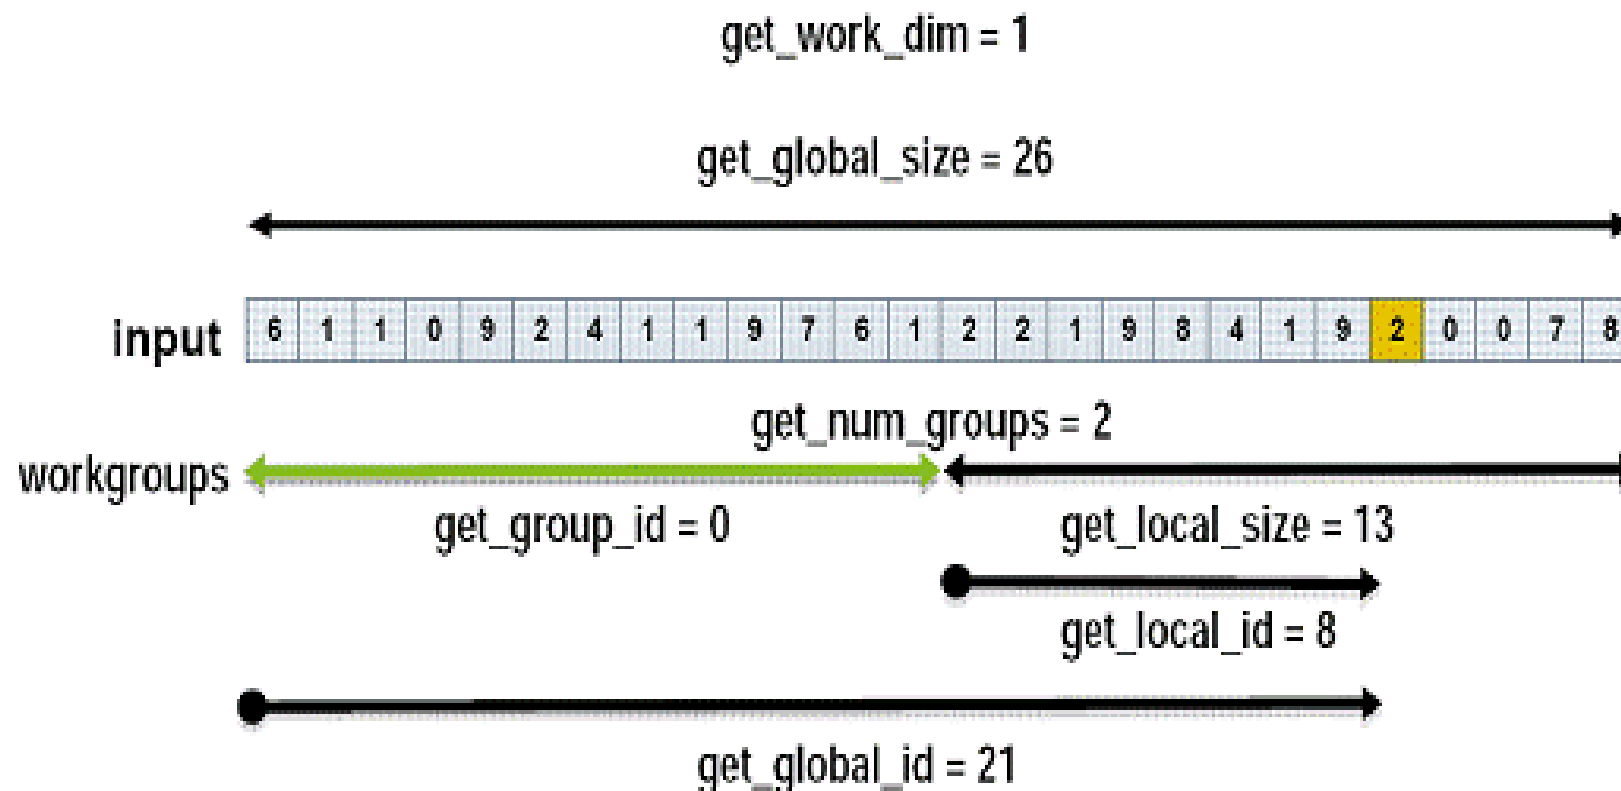 get_work_dim = 1
get_global_size = 26
input 6 1 1 0 9 2 4 1 1 9 7 6 1 2 2 1 9 8 4 1 9 2 0 0 7 8
get_num_groups = 2
workgroups
get_group_id = 0 get_local_size = 13
get_local_id = 8
get_global_id = 21